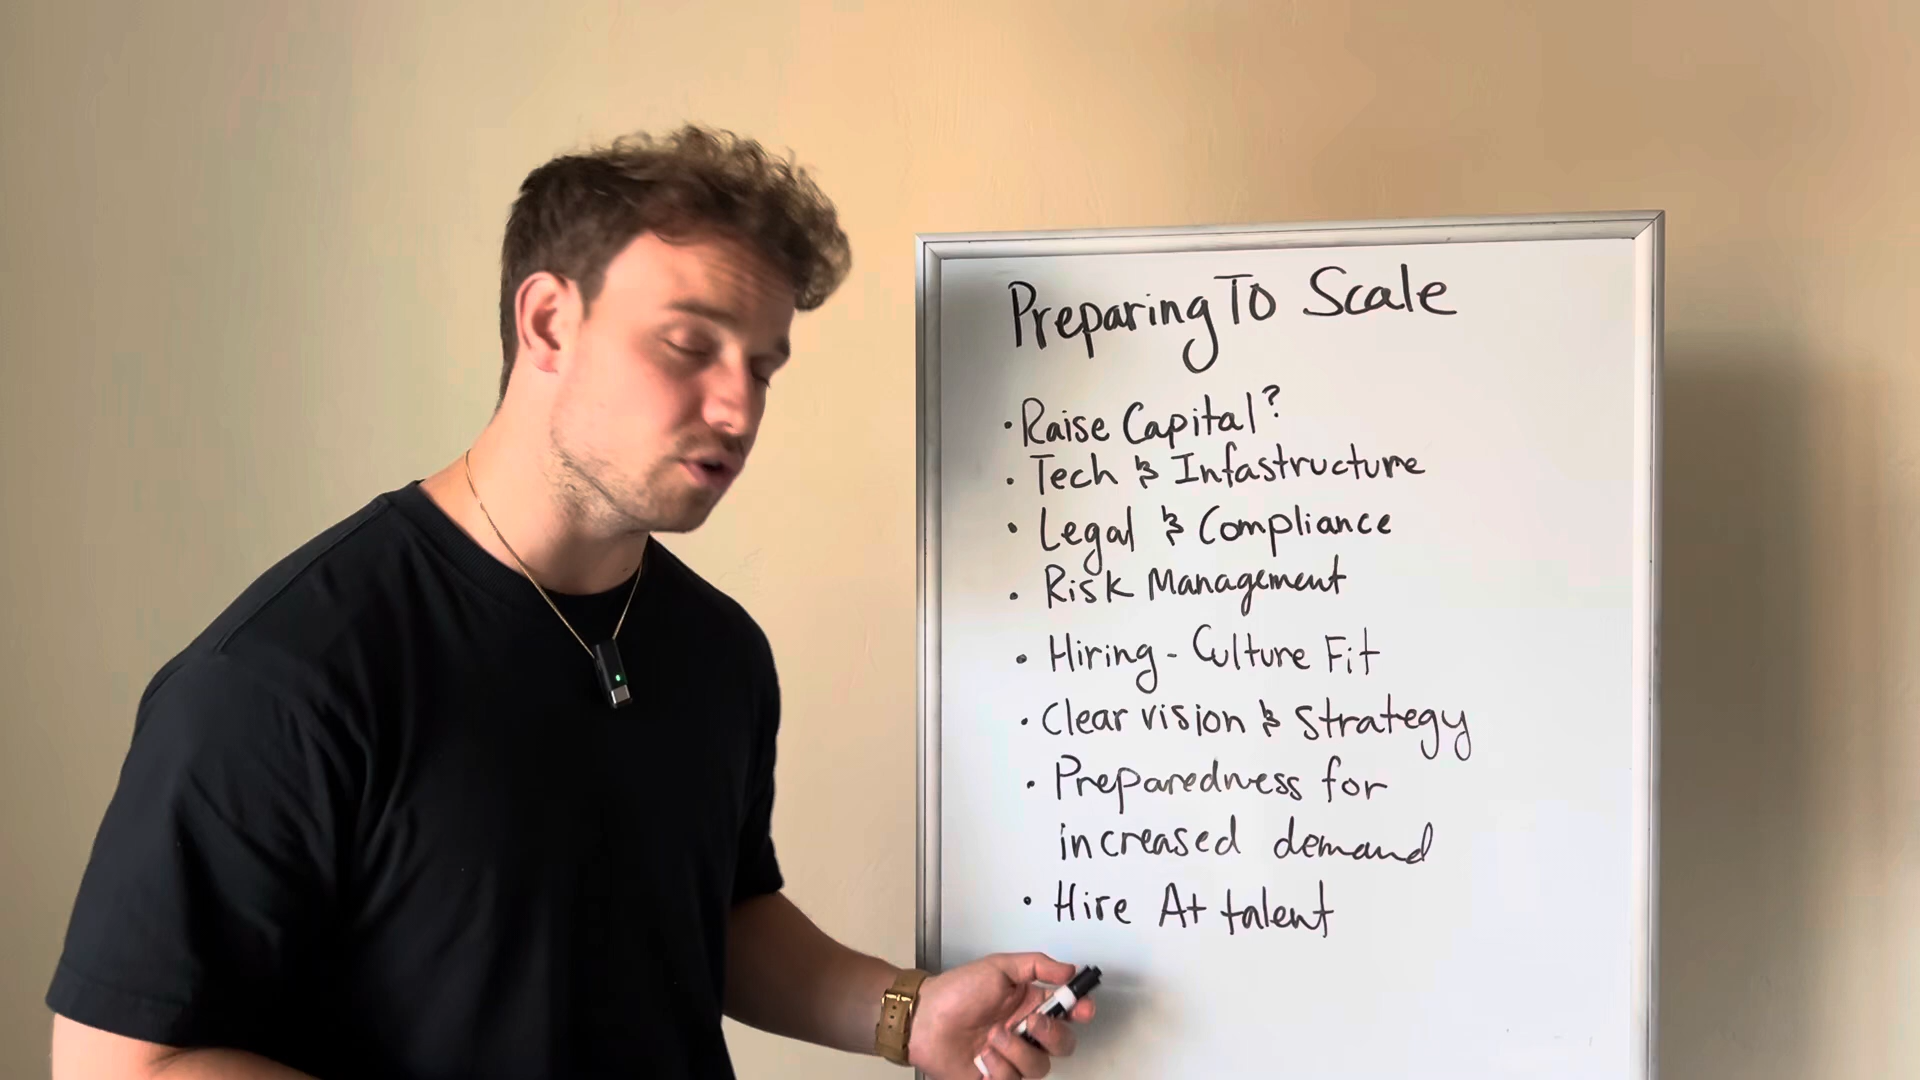 Preparing To Scale
• Raise Capital?
• Tech & Infastructure
• Legal & Compliance
• Risk Management
• Hiring - Culture Fit
• Clear vision & Strategy
• Preparedness for
increased demand
• Hire A+ talent